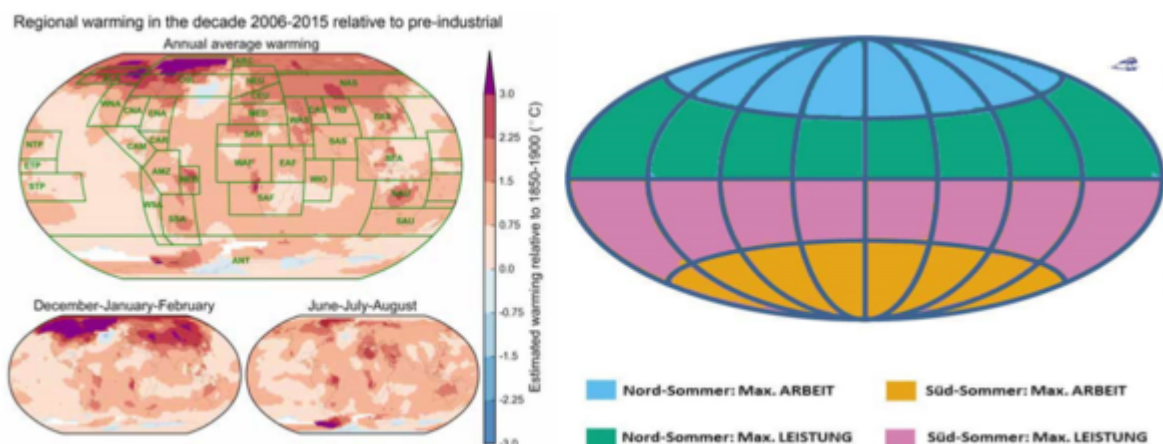 Regional warming in the decade 2006-2015 relative to pre-industrial
Annual average warming
WNA
CNA
ENA
CAM
CAR
AMZ
NEB
WSA
SSA
NTP
ETP
STP
NEU
CEU
MED
SAH
WAF
EAF
SAF
WIO
WAS
CAS
TIB
NAS
EAS
SAS
SEA
NAU
SAU
ANT
3.0
2.25
1.5
0.75
0.0
-0.75
-1.5
-2.25
-3.0
Estimated warming relative to 1850-1900 (°C)
December-January-February
June-July-August
Nord-Sommer: Max. ARBEIT
Süd-Sommer: Max. ARBEIT
Nord-Sommer: Max. LEISTUNG
Süd-Sommer: Max. LEISTUNG